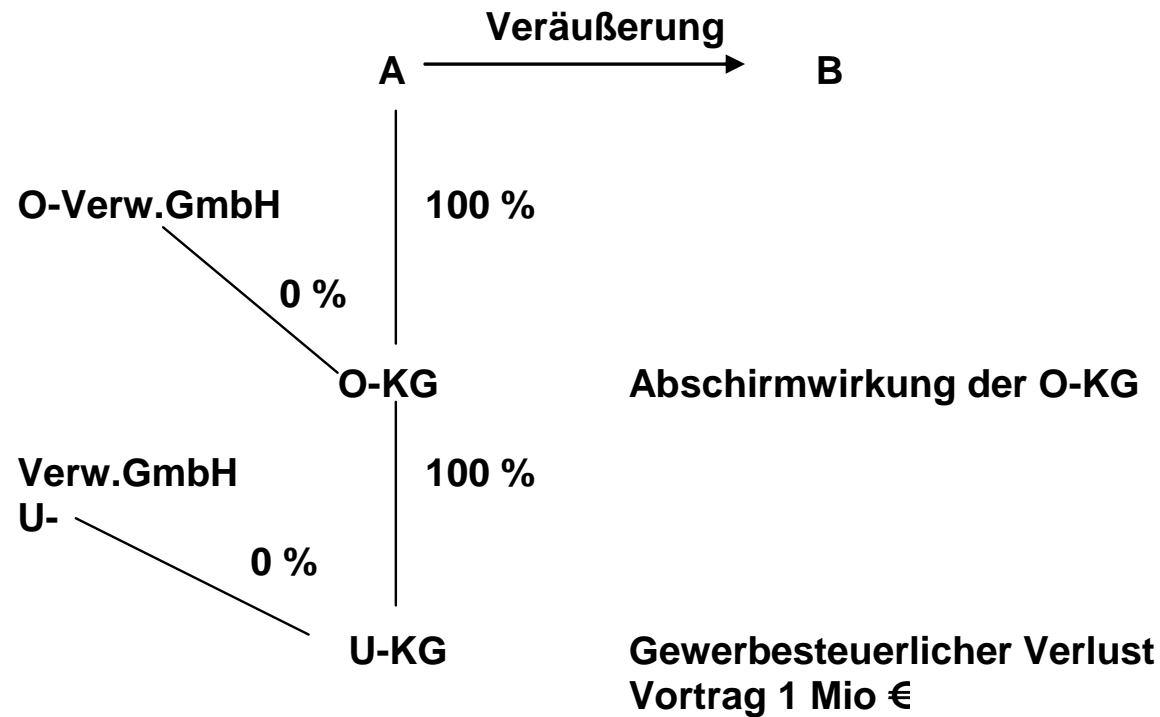 Veräußerung
A
B
O-Verw.GmbH
100 %
0 %
O-KG
Abschirmwirkung der O-KG
Verw.GmbH
100 %
U-
0 %
U-KG
Gewerbesteuerlicher Verlust
Vortrag 1 Mio €